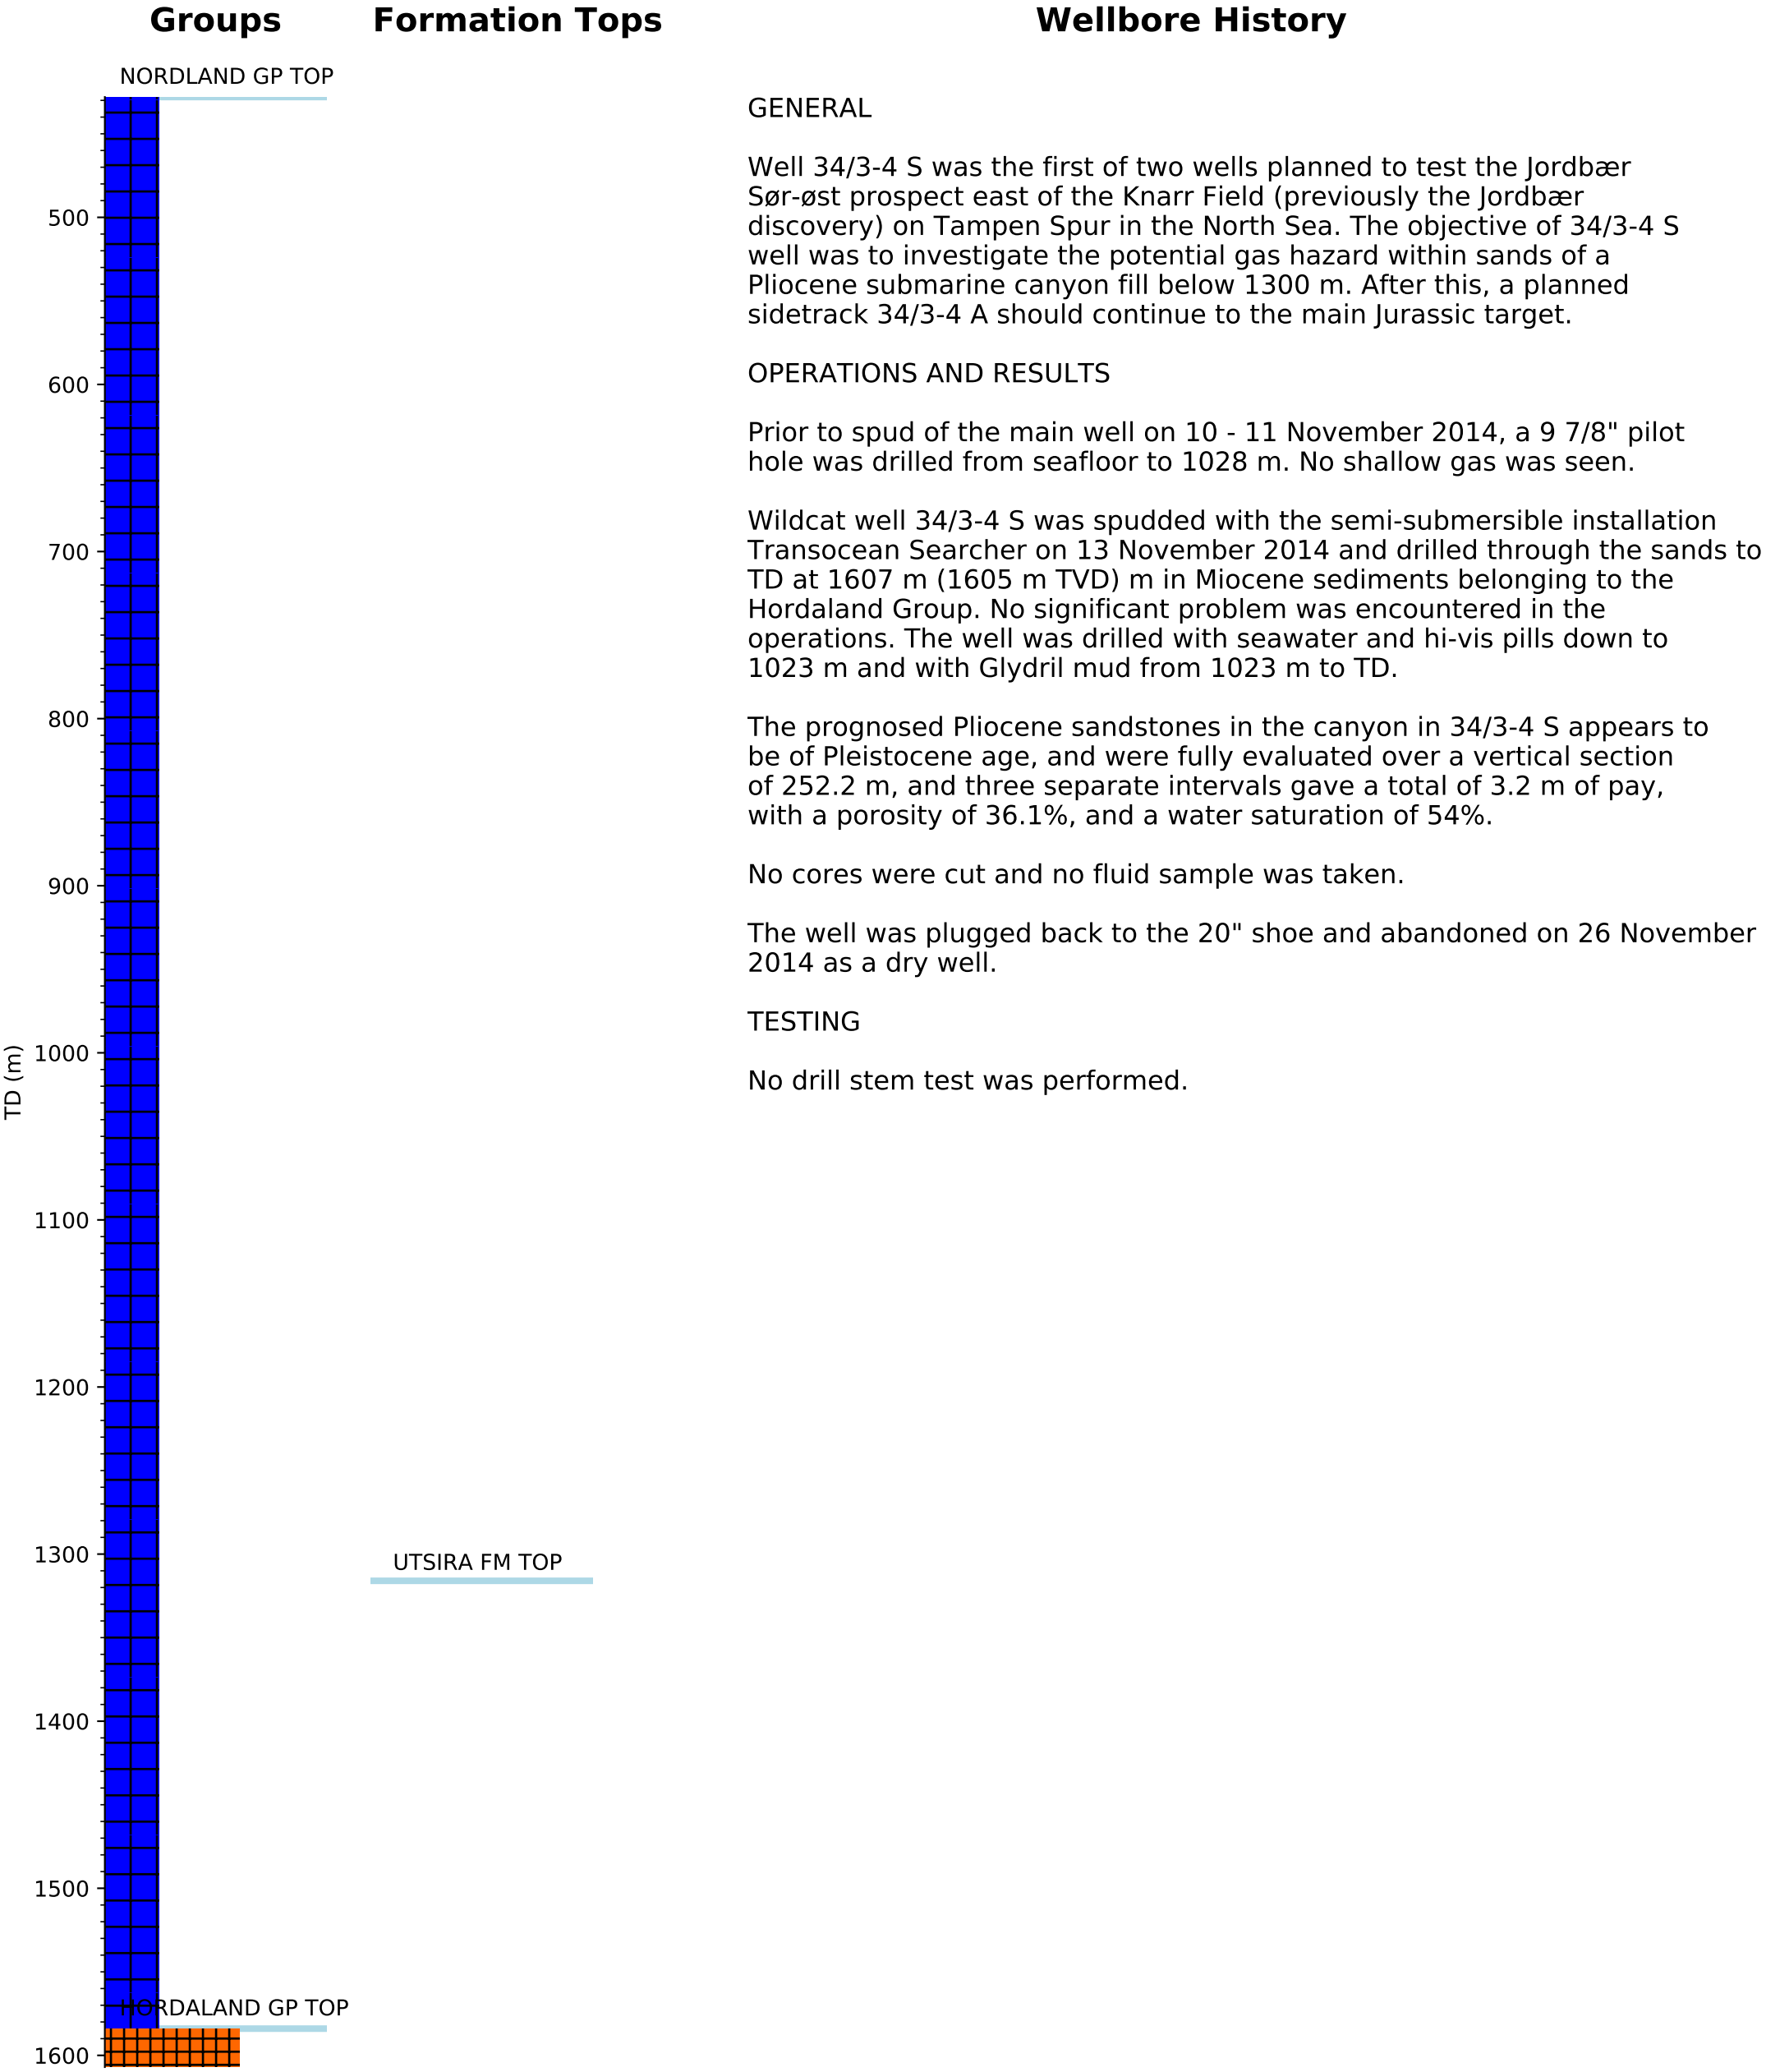 Groups
Formation Tops
Wellbore History
NORDLAND GP TOP
GENERAL
Well 34/3-4 S was the first of two wells planned to test the Jordbær
Sør-øst prospect east of the Knarr Field (previously the Jordbær
discovery) on Tampen Spur in the North Sea. The objective of 34/3-4 S
well was to investigate the potential gas hazard within sands of a
Pliocene submarine canyon fill below 1300 m. After this, a planned
sidetrack 34/3-4 A should continue to the main Jurassic target.
OPERATIONS AND RESULTS
Prior to spud of the main well on 10 - 11 November 2014, a 9 7/8" pilot
hole was drilled from seafloor to 1028 m. No shallow gas was seen.
Wildcat well 34/3-4 S was spudded with the semi-submersible installation
Transocean Searcher on 13 November 2014 and drilled through the sands to
TD at 1607 m (1605 m TVD) m in Miocene sediments belonging to the
Hordaland Group. No significant problem was encountered in the
operations. The well was drilled with seawater and hi-vis pills down to
1023 m and with Glydril mud from 1023 m to TD.
The prognosed Pliocene sandstones in the canyon in 34/3-4 S appears to
be of Pleistocene age, and were fully evaluated over a vertical section
of 252.2 m, and three separate intervals gave a total of 3.2 m of pay,
with a porosity of 36.1%, and a water saturation of 54%.
No cores were cut and no fluid sample was taken.
The well was plugged back to the 20" shoe and abandoned on 26 November
2014 as a dry well.
TESTING
No drill stem test was performed.
TD (m)
500
600
700
800
900
1000
1100
1200
1300
1400
1500
1600
UTSIRA FM TOP
HORDALAND GP TOP